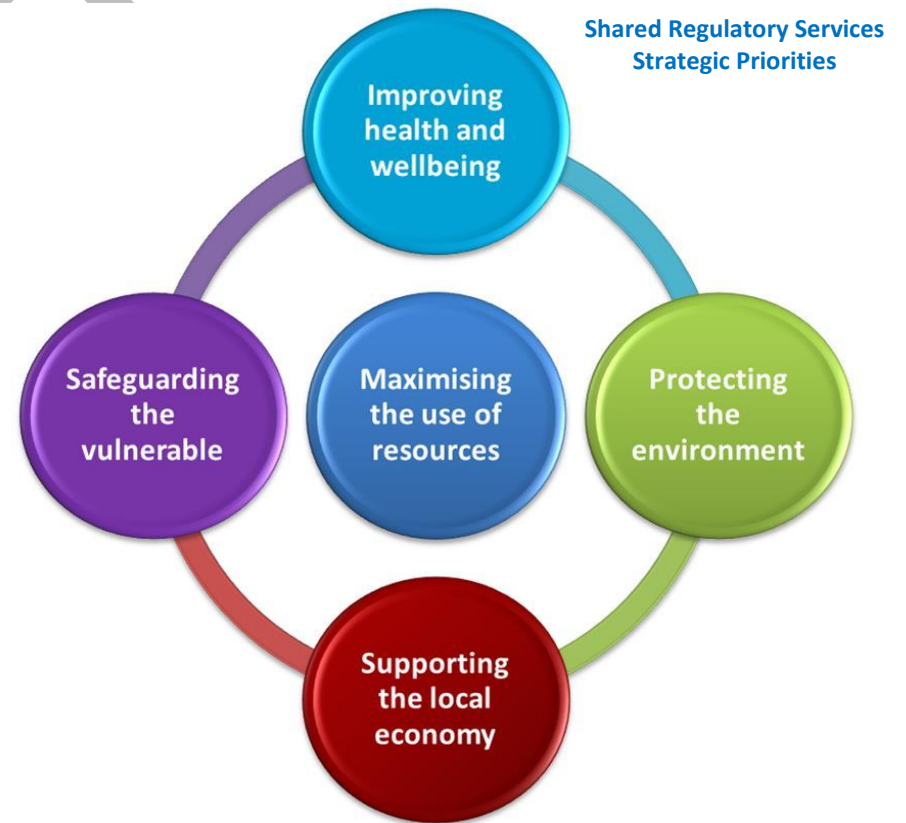 Shared Regulatory Services
Strategic Priorities
Improving
health and
wellbeing
Safeguarding
the
vulnerable
Maximising
the use of
resources
Protecting
the
environment
Supporting
the local
economy